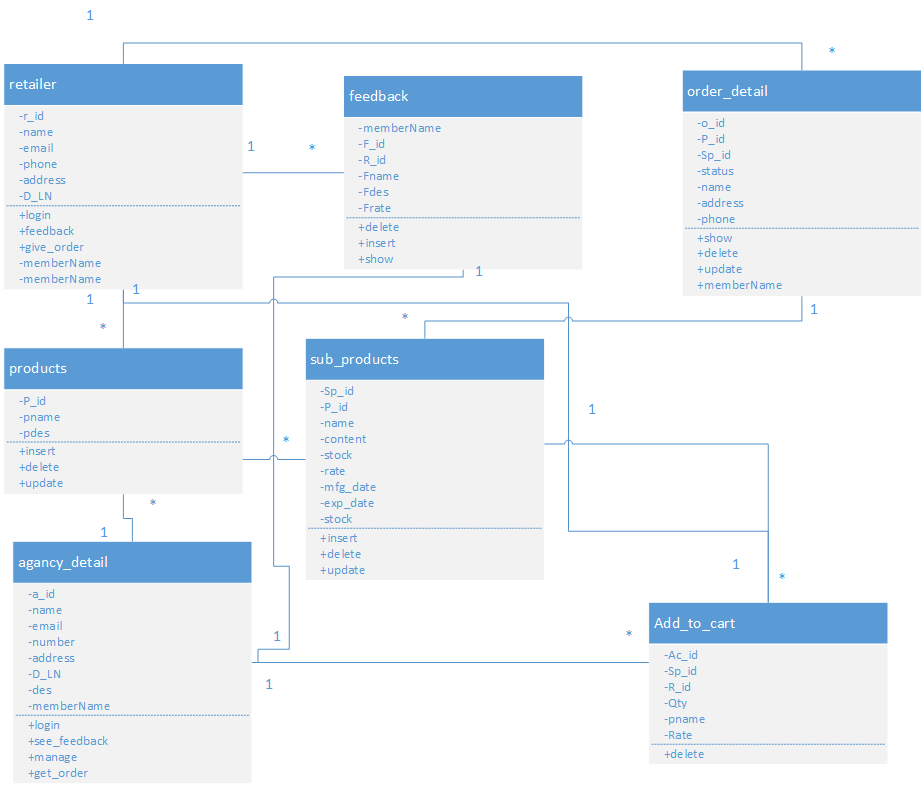 1
*
retailer
-r_id
-name
-email
-phone
-address
-D_LN
+login
+feedback
+give_order
-memberName
-memberName
1
*
feedback
-memberName
-F_id
-R_id
-Fname
-Fdes
-Frate
+delete
+insert
+show
order_detail
-o_id
-P_id
-Sp_id
-status
-name
-address
-phone
+show
+delete
+update
+memberName
1
1
1
*
*
1
products
-P_id
-pname
-pdes
+insert
+delete
+update
*
sub_products
-Sp_id
-P_id
-name
-content
-stock
-rate
-mfg_date
-exp_date
-stock
+insert
+delete
+update
1
*
1
agancy_detail
-a_id
-name
-email
-number
-address
-D_LN
-des
-memberName
+login
+see_feedback
+manage
+get_order
1
1
*
1
*
Add_to_cart
-Ac_id
-Sp_id
-R_id
-Qty
-pname
-Rate
+delete